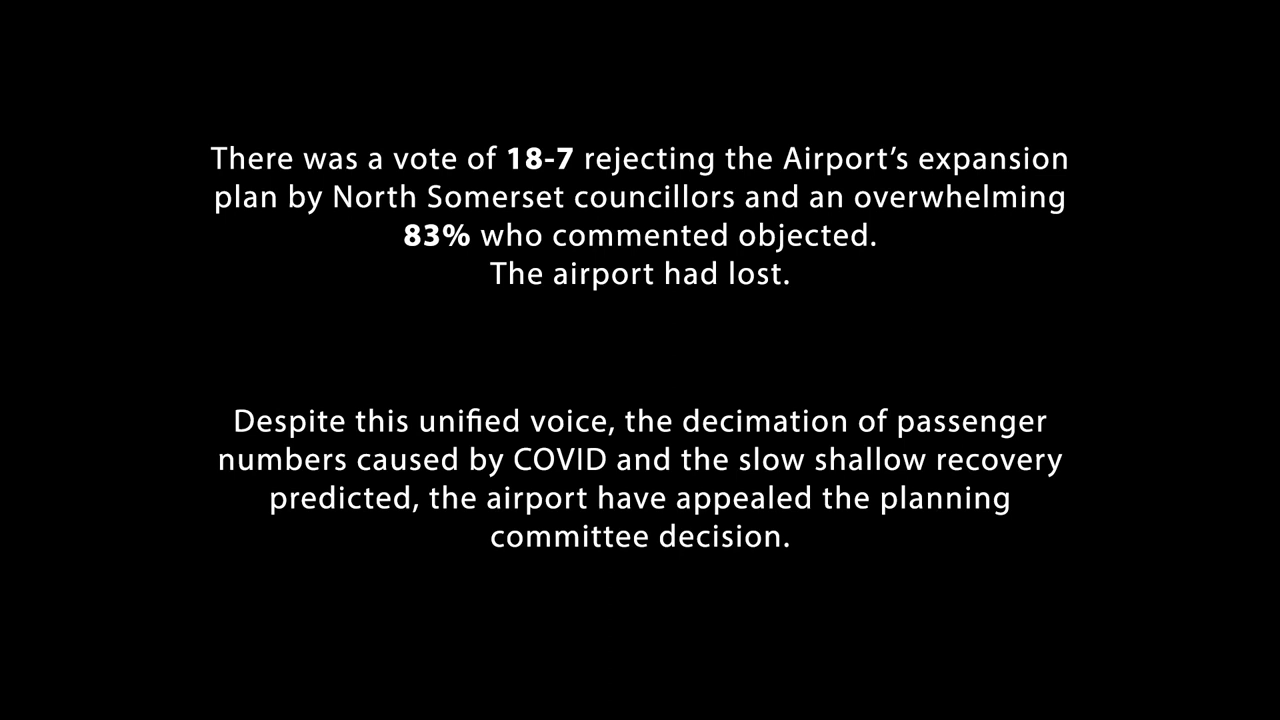 There was a vote of 18-7 rejecting the Airport’s expansion
plan by North Somerset councillors and an overwhelming
83% who commented objected.
The airport had lost.
Despite this unified voice, the decimation of passenger
numbers caused by COVID and the slow shallow recovery
predicted, the airport have appealed the planning
committee decision.